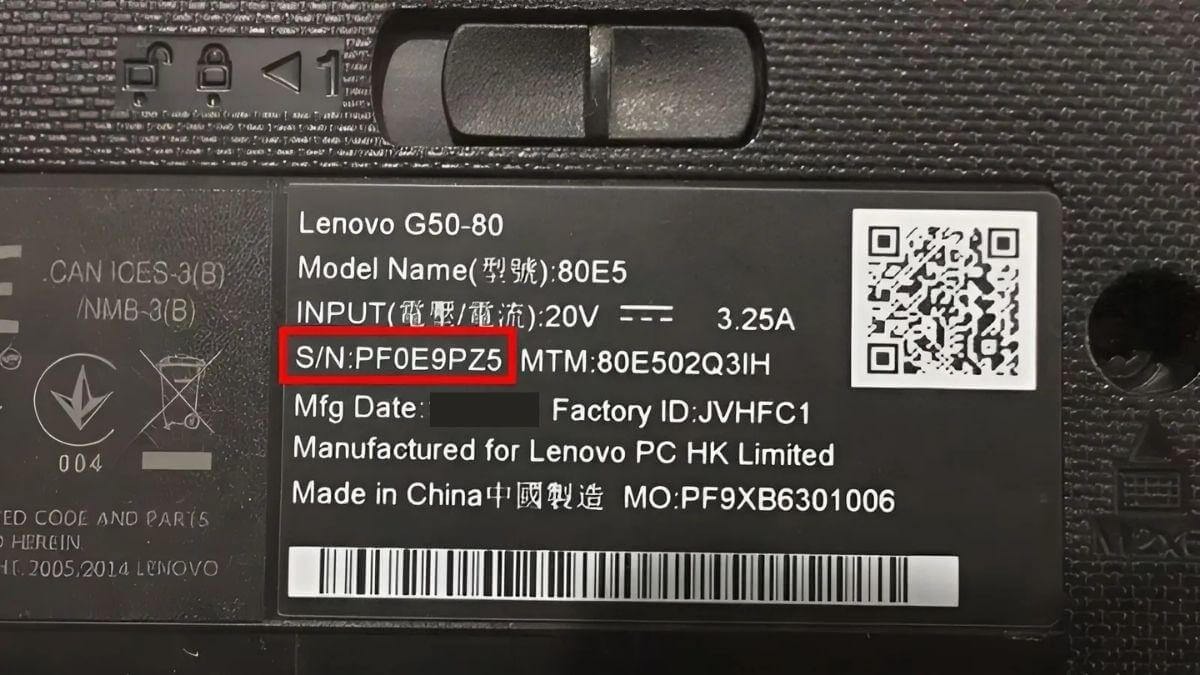 1
Lenovo G50-80
Model Name(型號):80E5
INPUT(電壓/電流):20V 3.25A
S/N:PF0E9PZ5 MTM:80E502Q3IH
Mfg Date: Factory ID:JVHFC1
Manufactured for Lenovo PC HK Limited
Made in China中國製造 MO:PF9XB6301006
CAN ICES-3(B)
/NMB-3(B)
004
ED CODE AND PARTS
HEREIN
2005,2014 LENOVO